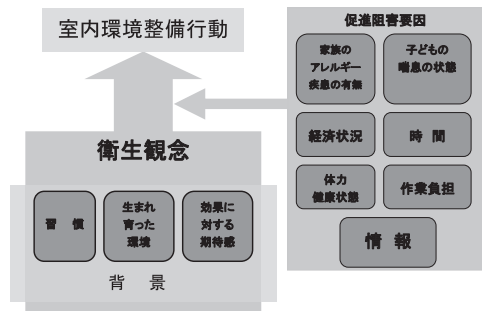 室内環境整備行動
衛生観念
習 慣
生まれ
育った
環境
効果に
対する
期待感
背 景
促進阻害要因
家族の
アレルギー
疾患の有無
子どもの
喘息の状態
経済状況
時 間
体力
健康状態
作業負担
情 報